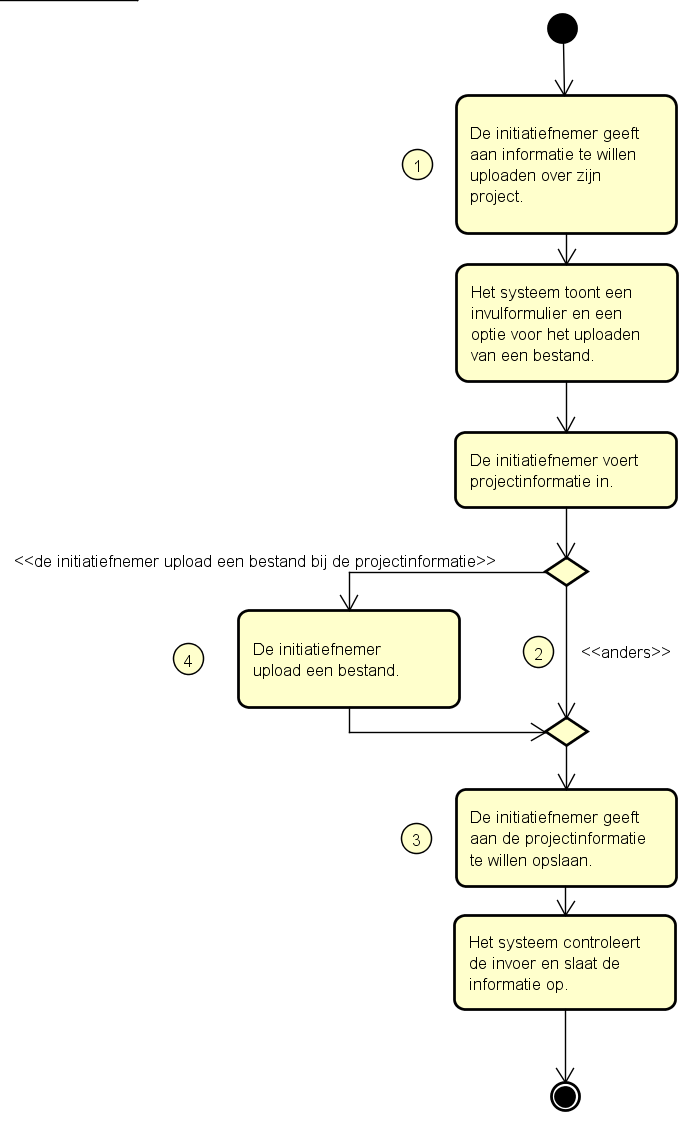 1
De initiatiefnemer geeft
aan informatie te willen
uploaden over zijn
project.
Het systeem toont een
invulformulier en een
optie voor het uploaden
van een bestand.
De initiatiefnemer voert
projectinformatie in.
<<de initiatiefnemer upload een bestand bij de projectinformatie>>
4
De initiatiefnemer
upload een bestand.
2
<<anders>>
3
De initiatiefnemer geeft
aan de projectinformatie
te willen opslaan.
Het systeem controleert
de invoer en slaat de
informatie op.